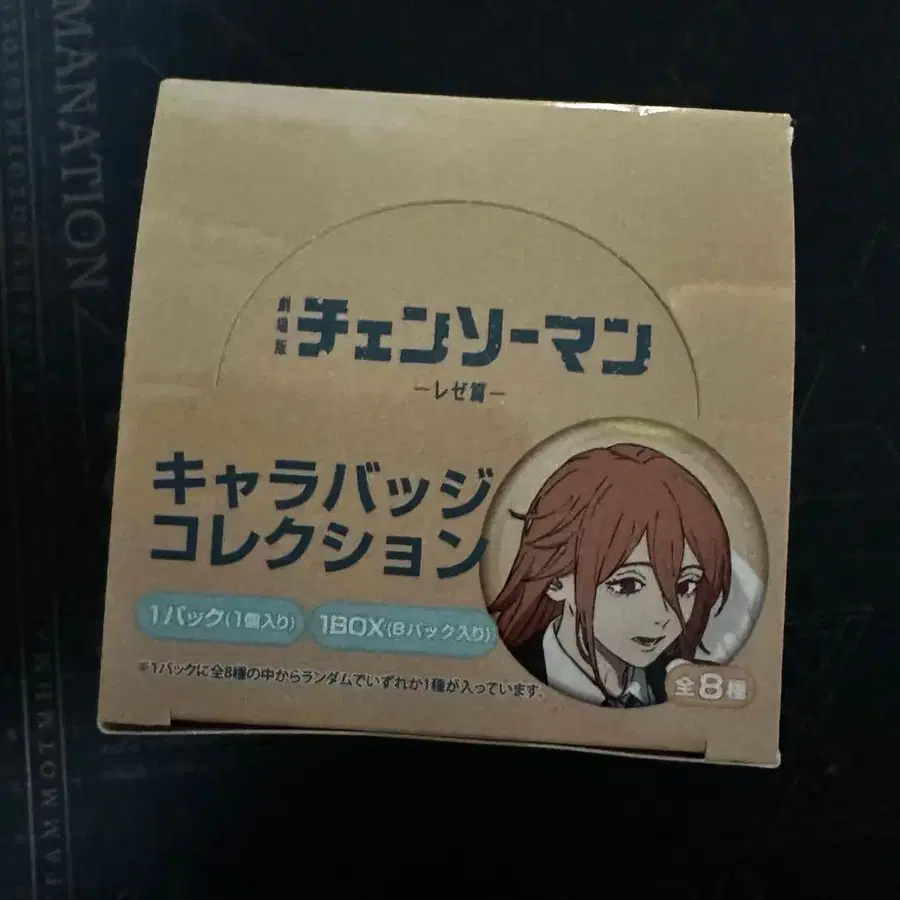 劇場版 チェンソーマン
ーレゼ篇ー
キャラバッジ
コレクション
1パック(1個入り) 1BOX(8パック入り)
※1パックに全8種の中からランダムでいずれか1種が入っています。
全8種
MANATION